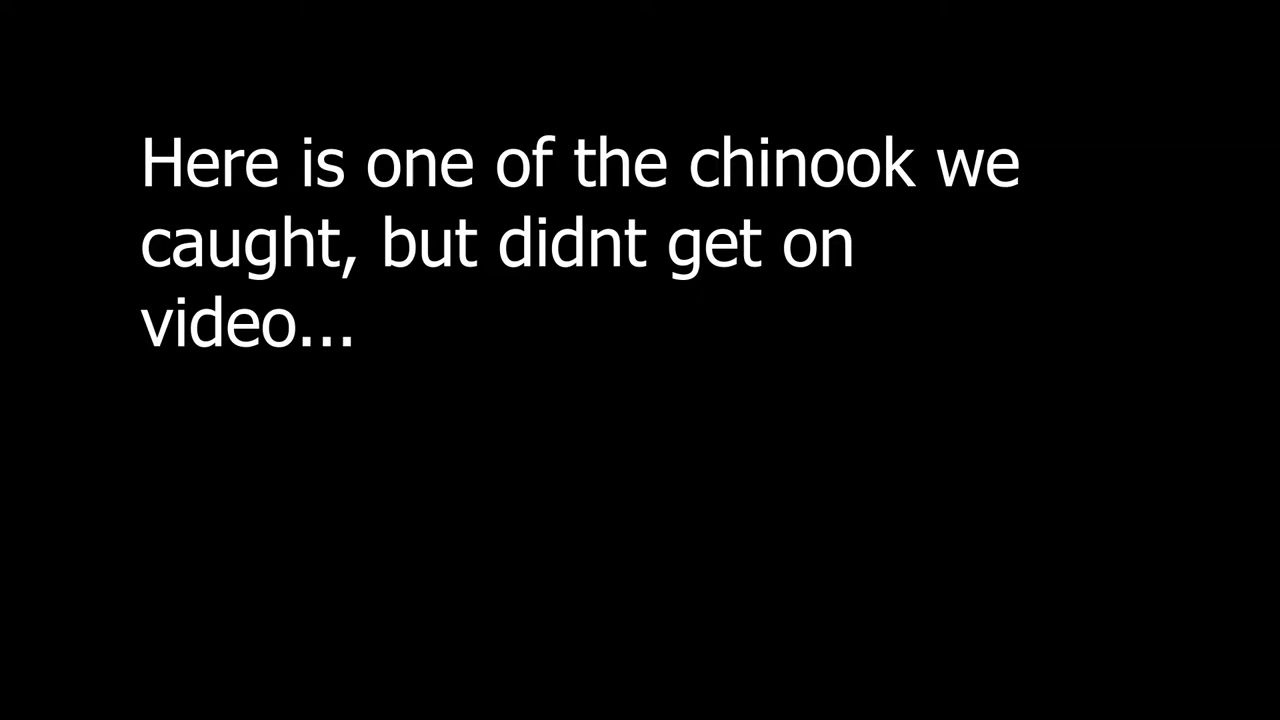 Here is one of the chinook we
caught, but didnt get on
video...